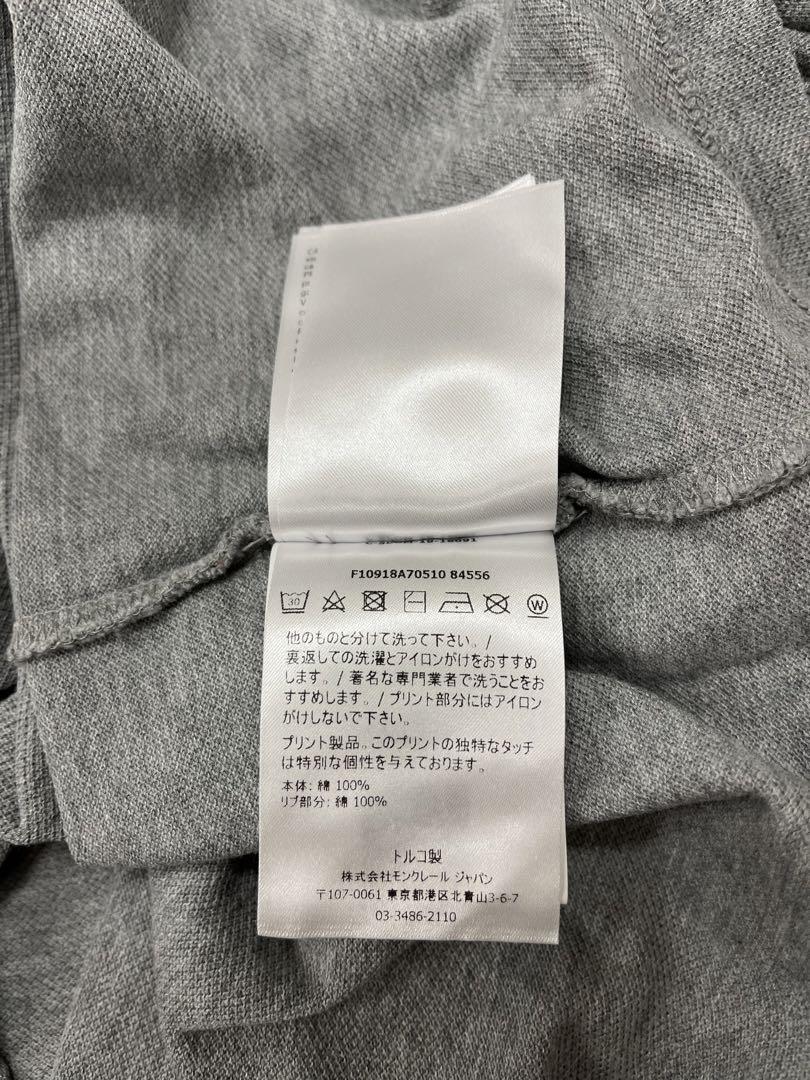 F10918A70510 84556
30
W
他のものと分けて洗って下さい。/
裏返しての洗濯とアイロンがけをおすすめ
します。/ 著名な専門業者で洗うことをお
すすめします。/ プリント部分にはアイロン
がけしないで下さい。
プリント製品。このプリントの独特なタッチ
は特別な個性を与えております。
本体: 綿 100%
リブ部分: 綿 100%
トルコ製
株式会社モンクレール ジャパン
〒107-0061 東京都港区北青山3-6-7
03-3486-2110